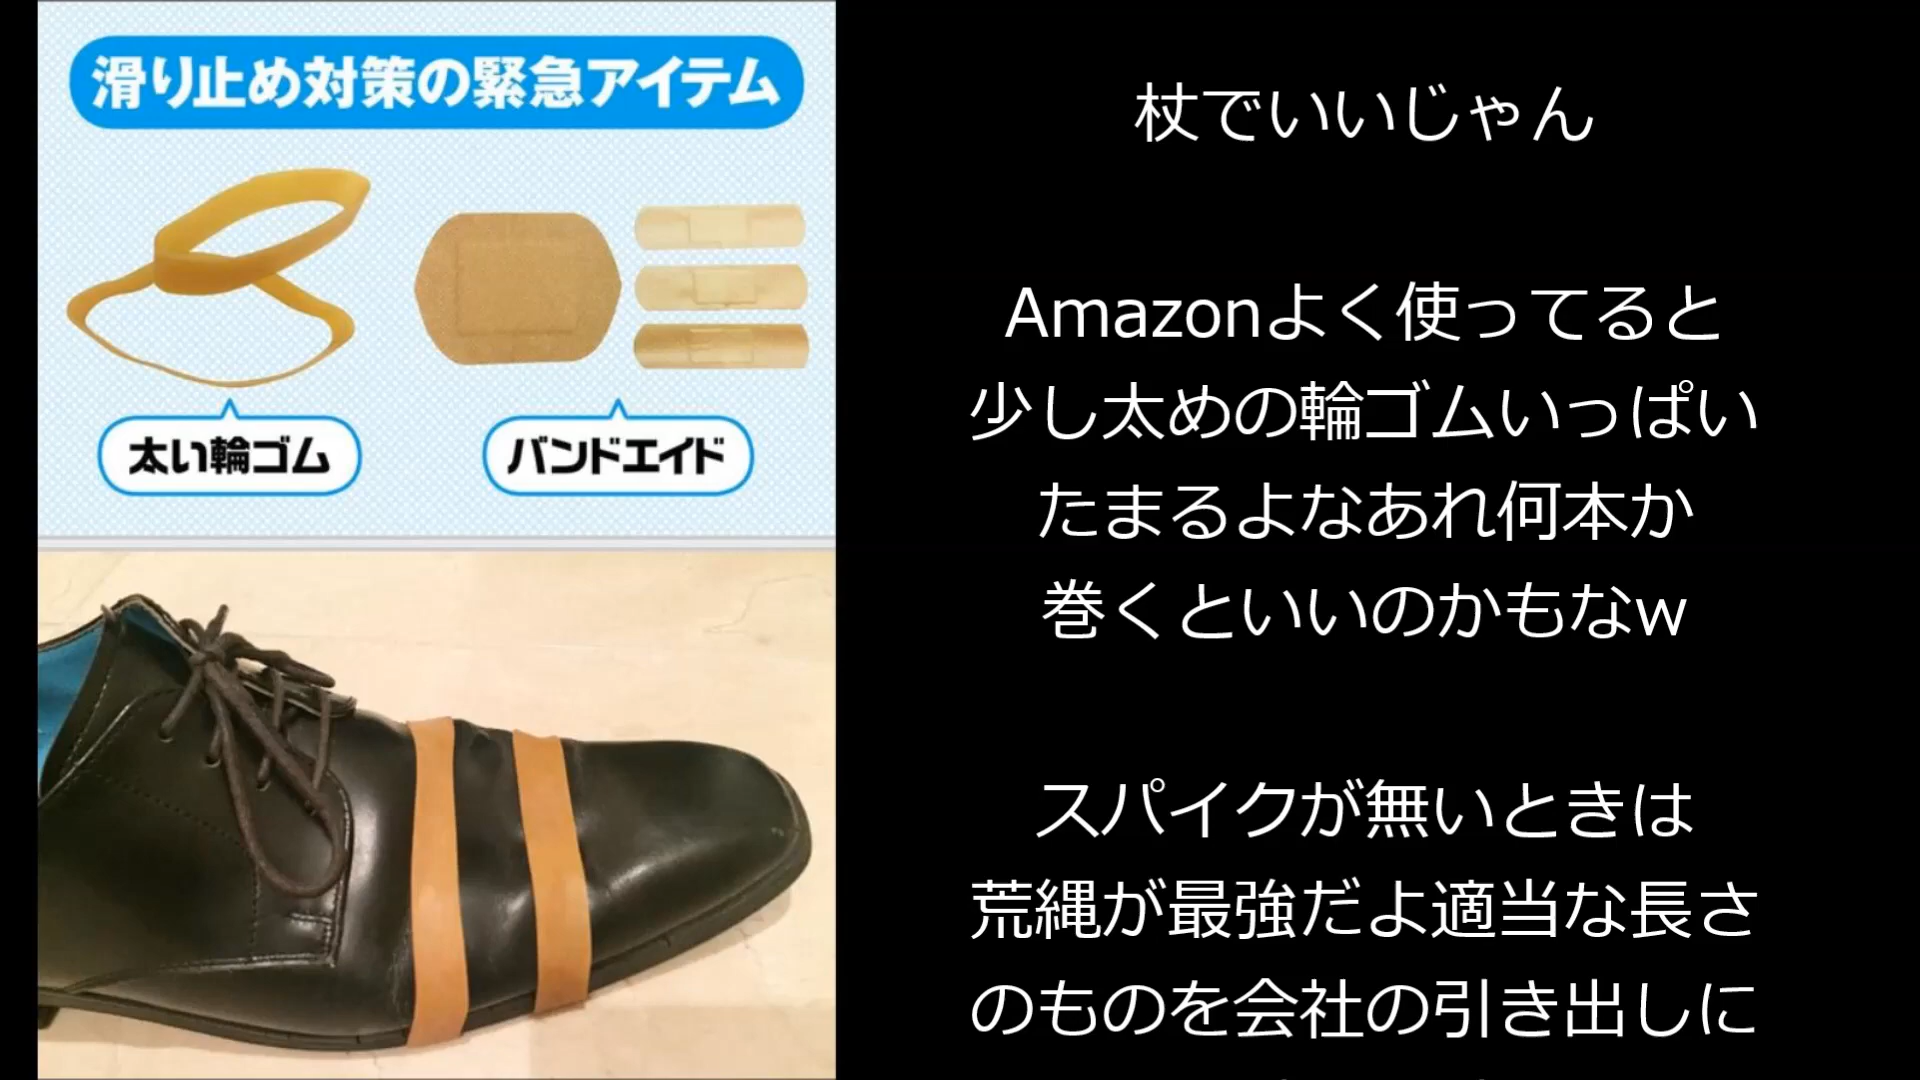 滑り止め対策の緊急アイテム
太い輪ゴム
バンドエイド
杖でいいじゃん
Amazonよく使ってると
少し太めの輪ゴムいっぱい
たまるよなあれ何本か
巻くといいのかもなw
スパイクが無いときは
荒縄が最強だよ適当な長さ
のものを会社の引き出しに